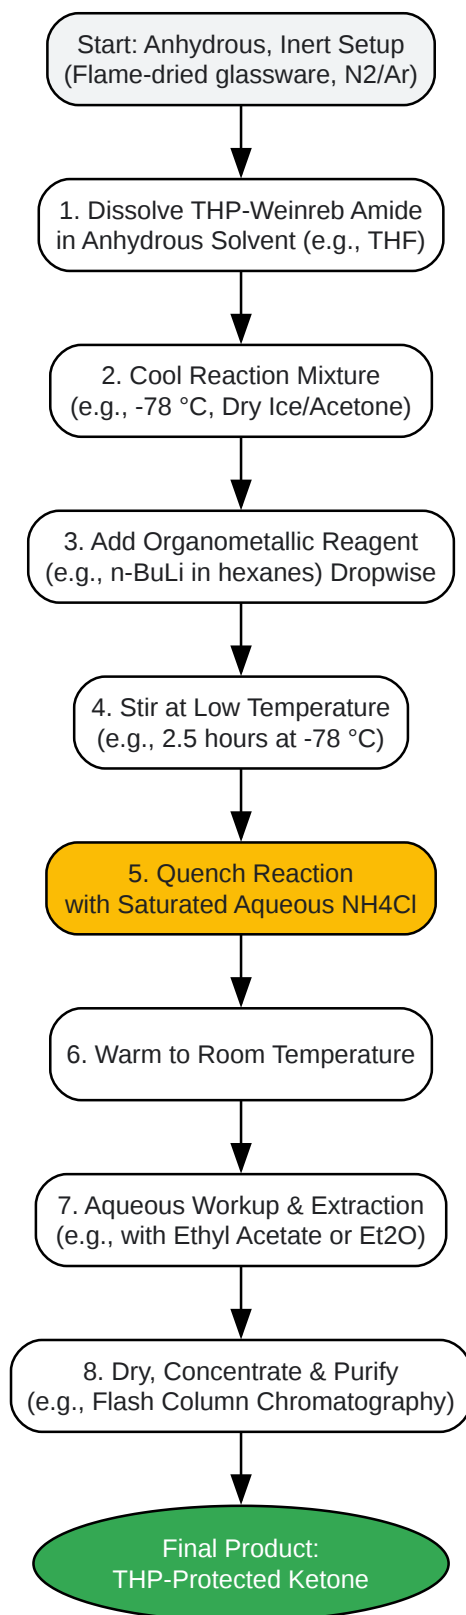 Start: Anhydrous, Inert Setup
(Flame-dried glassware, N2/Ar)
1. Dissolve THP-Weinreb Amide
in Anhydrous Solvent (e.g., THF)
2. Cool Reaction Mixture
(e.g., -78 °C, Dry Ice/Acetone)
3. Add Organometallic Reagent
(e.g., n-BuLi in hexanes) Dropwise
4. Stir at Low Temperature
(e.g., 2.5 hours at -78 °C)
5. Quench Reaction
with Saturated Aqueous NH4Cl
6. Warm to Room Temperature
7. Aqueous Workup & Extraction
(e.g., with Ethyl Acetate or Et2O)
8. Dry, Concentrate & Purify
(e.g., Flash Column Chromatography)
Final Product:
THP-Protected Ketone